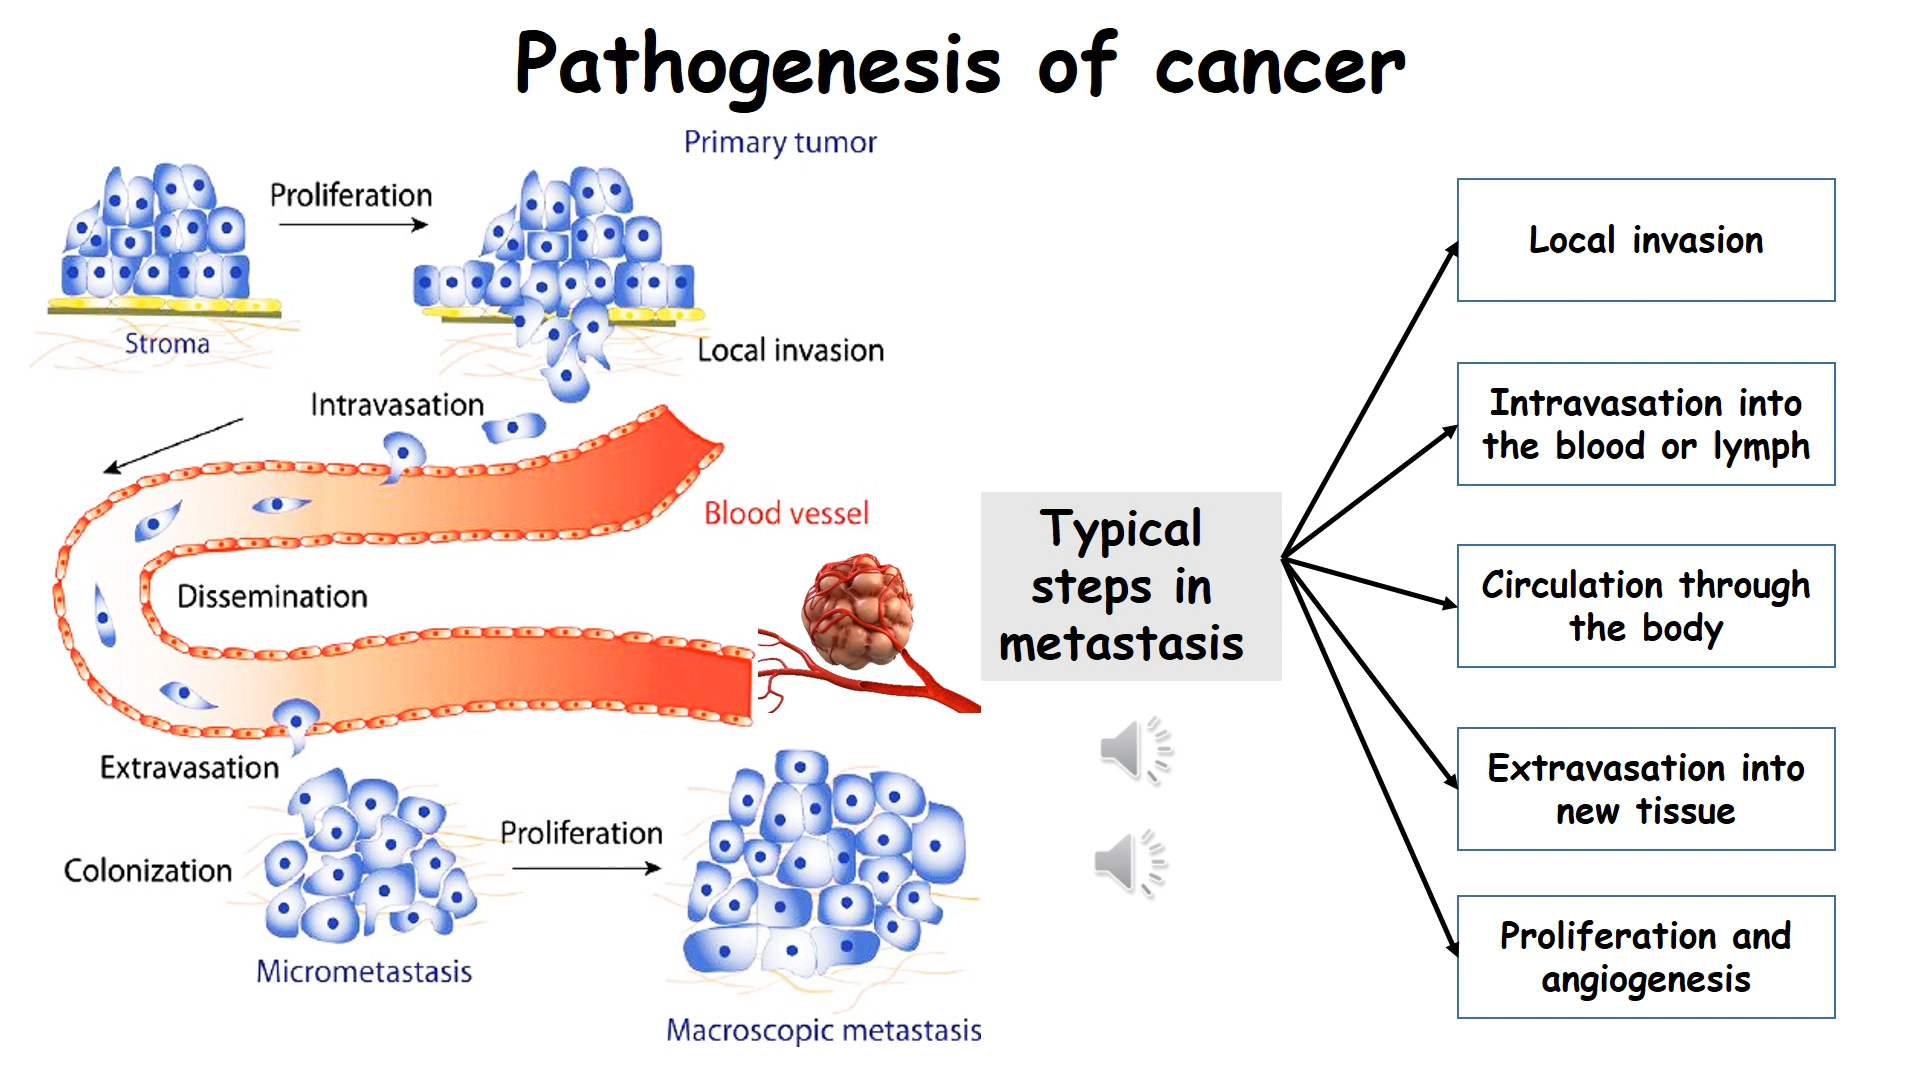 Pathogenesis of cancer
Primary tumor
Proliferation
Stroma
Local invasion
Intravasation
Blood vessel
Dissemination
Extravasation
Colonization
Proliferation
Micrometastasis
Macroscopic metastasis
Typical
steps in
metastasis
Local invasion
Intravasation into
the blood or lymph
Circulation through
the body
Extravasation into
new tissue
Proliferation and
angiogenesis